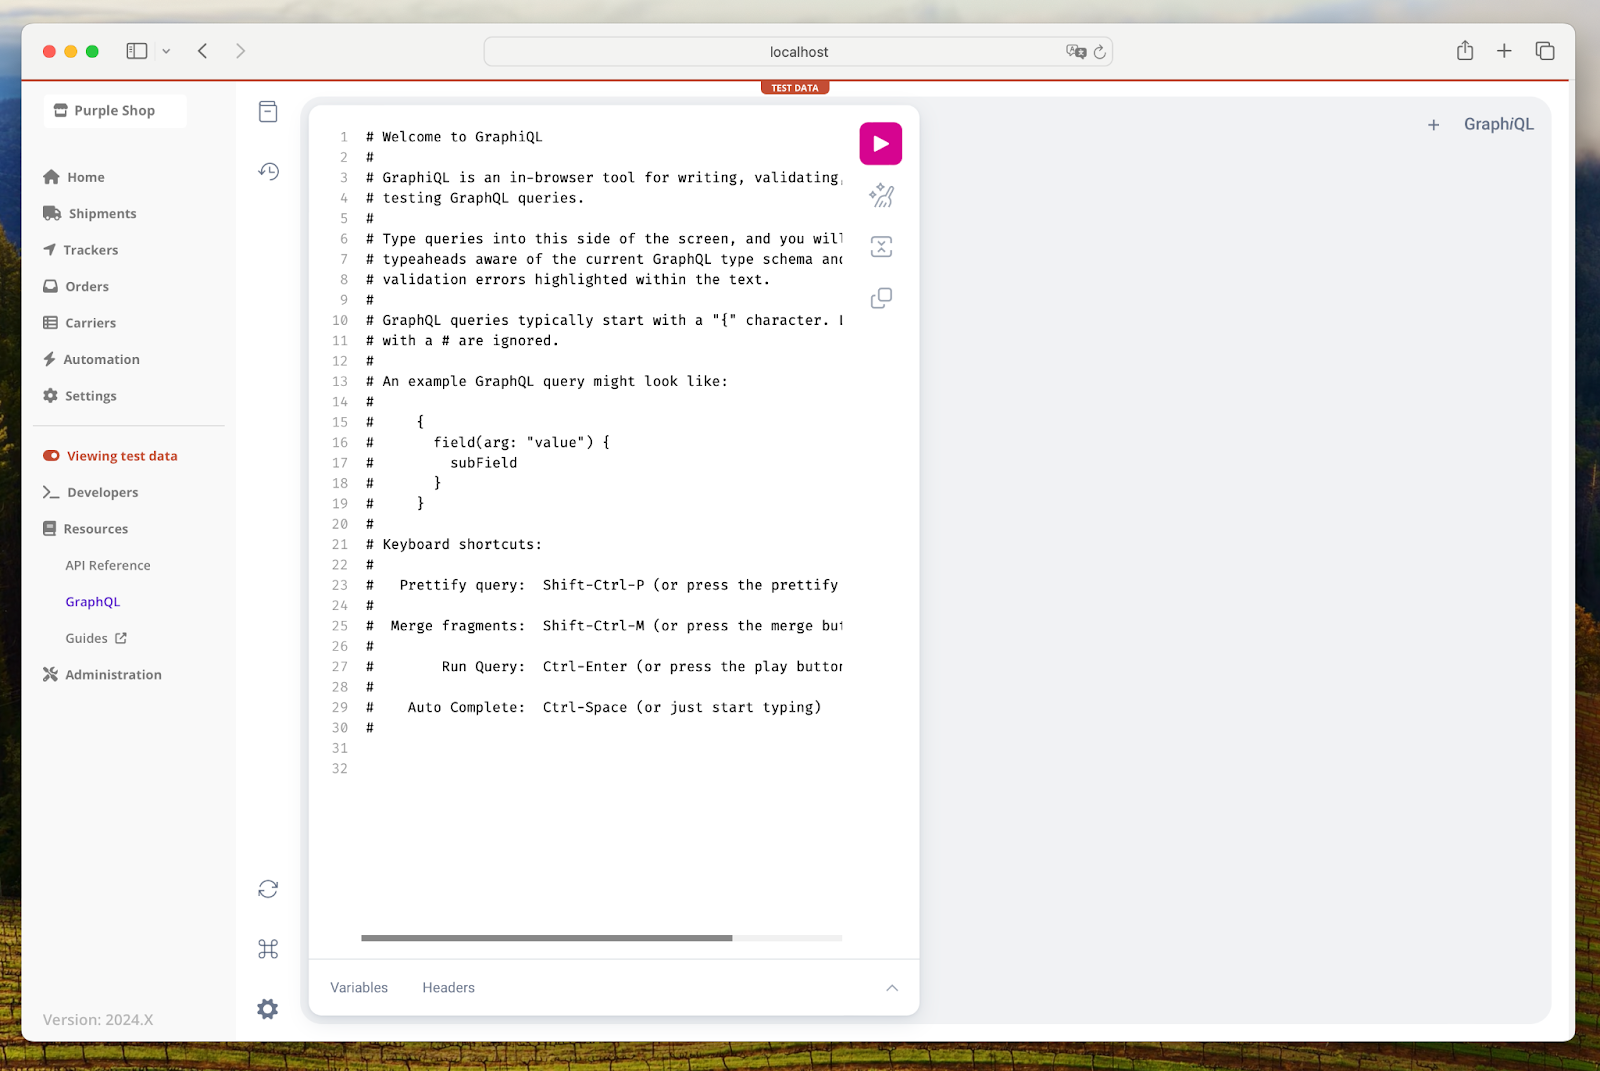 localhost
TEST DATA
Purple Shop
Home
Shipments
Trackers
Orders
Carriers
Automation
Settings
Viewing test data
Developers
Resources
API Reference
GraphQL
Guides
Administration
Version: 2024.X
1 # Welcome to GraphiQL
2 #
3 # GraphiQL is an in-browser tool for writing, validating,
4 # testing GraphQL queries.
5 #
6 # Type queries into this side of the screen, and you will
7 # typeaheads aware of the current GraphQL type schema and
8 # validation errors highlighted within the text.
9 #
10 # GraphQL queries typically start with a "{" character.
11 # with a # are ignored.
12 #
13 # An example GraphQL query might look like:
14 #
15 # {
16 # field(arg: "value") {
17 # subField
18 # }
19 # }
20 #
21 # Keyboard shortcuts:
22 #
23 # Prettify query: Shift-Ctrl-P (or press the prettify
24 #
25 # Merge fragments: Shift-Ctrl-M (or press the merge but
26 #
27 # Run Query: Ctrl-Enter (or press the play button
28 #
29 # Auto Complete: Ctrl-Space (or just start typing)
30 #
31
32
Variables Headers
+ GraphiQL